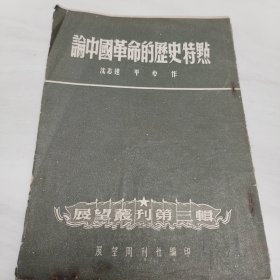 論中國革命的歷史特點
沈志遠 平心 作
展望叢刊第三輯
展望周刊社編印